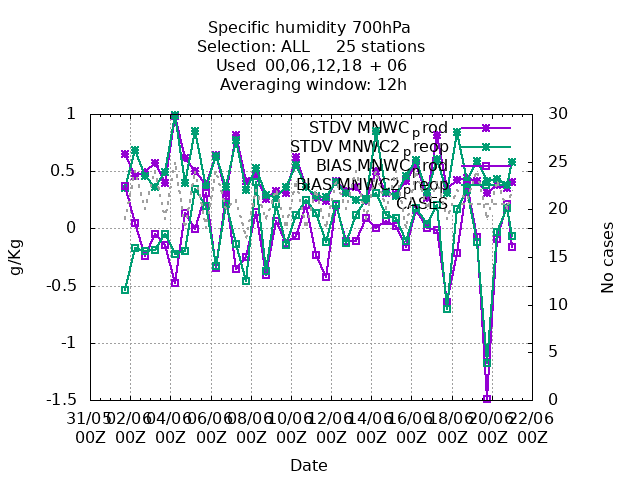 Specific humidity 700hPa
Selection: ALL 25 stations
Used 00,06,12,18 + 06
Averaging window: 12h
STDV MNWC_prod
STDV MNWC2_preop
BIAS MNWC_prod
BIAS MNWC2_preop
CASES
1
0.5
0
-0.5
-1
-1.5
g/Kg
30
25
20
15
10
5
0
No cases
31/05 02/06 04/06 06/06 08/06 10/06 12/06 14/06 16/06 18/06 20/06 22/06
00Z 00Z 00Z 00Z 00Z 00Z 00Z 00Z 00Z 00Z 00Z 00Z
Date